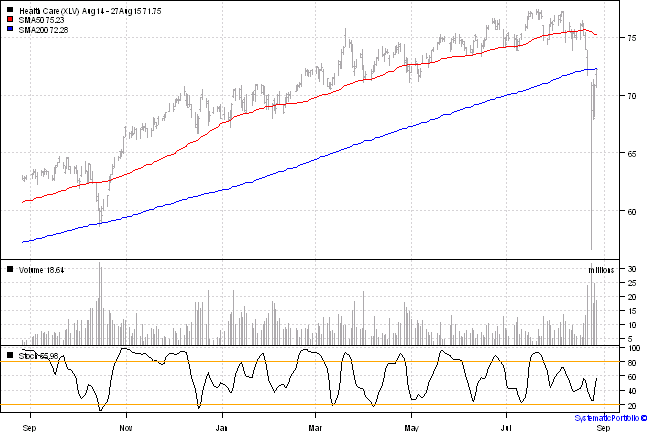 Health Care (XLV) Aug 14 - 27Aug15 71.75
SMA50 75.23
SMA200 72.28
75
70
65
60
Volume 18.64
millions
30
25
20
15
10
5
Stoch 55.98
100
80
60
40
20
Sep
Nov
Jan
Mar
May
Jul
Sep
SystematicPortfolio ©